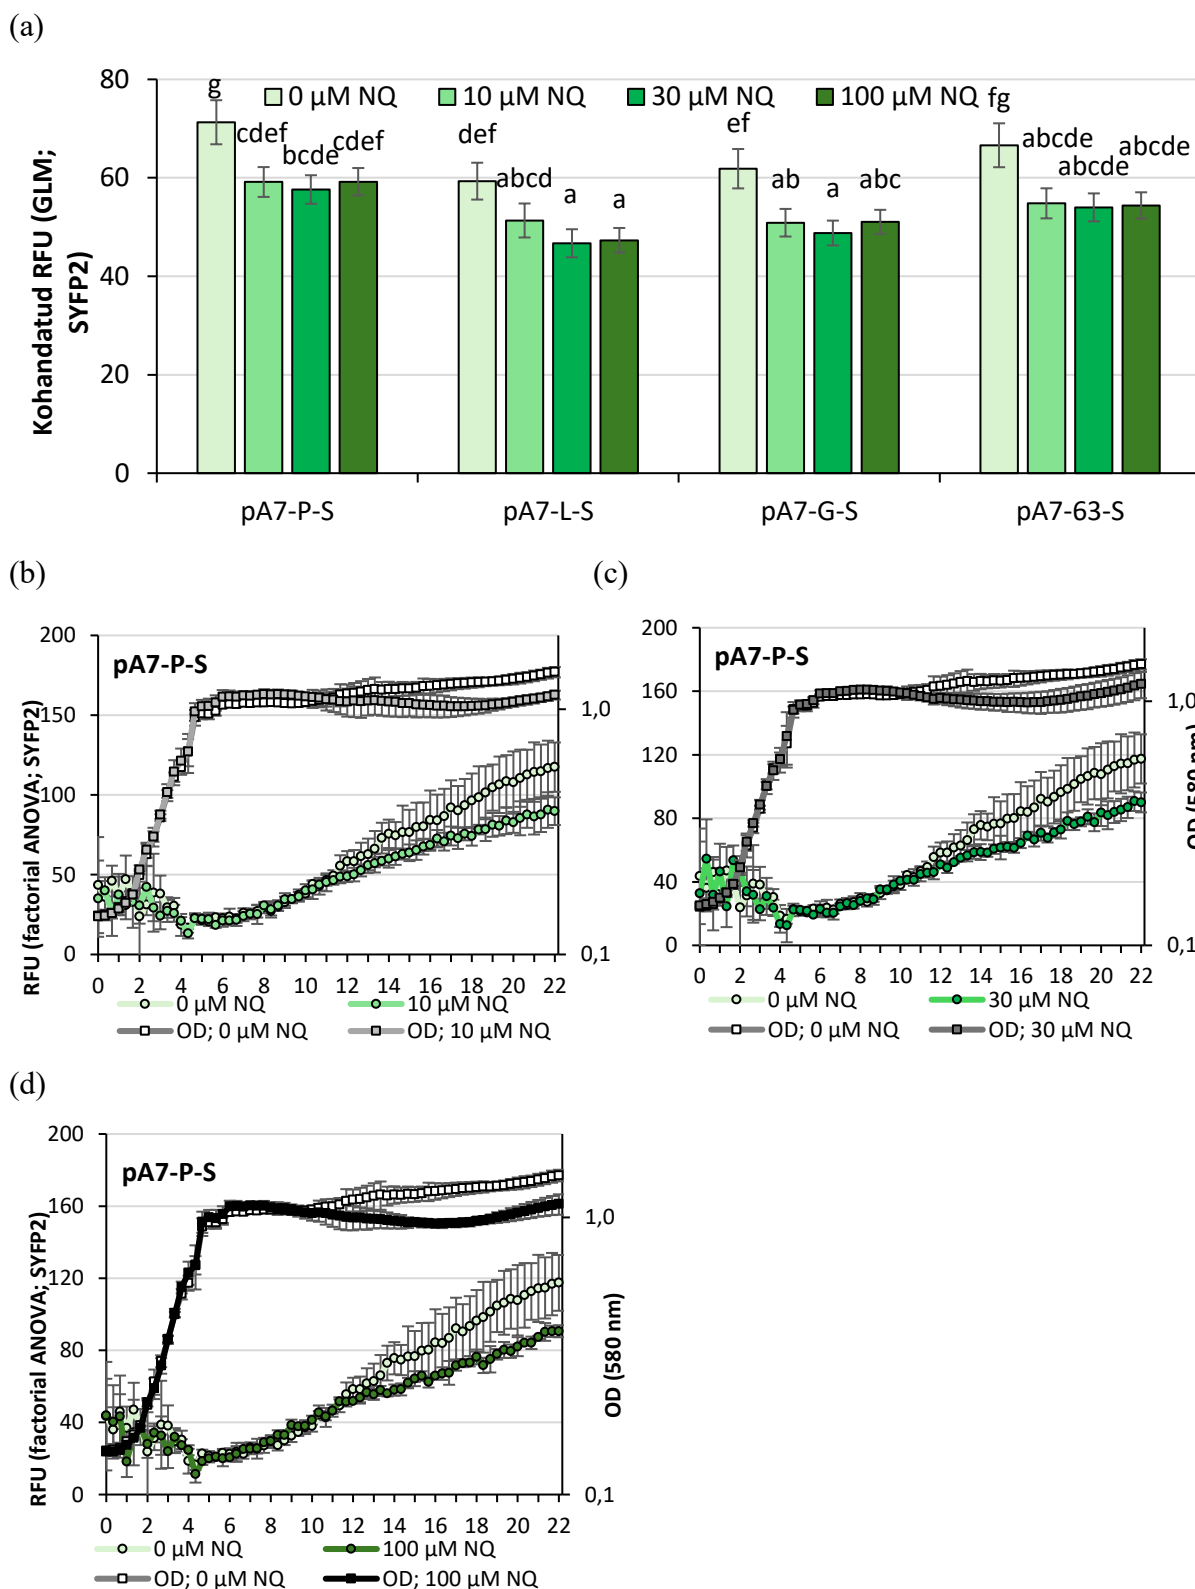 (a)
80
60
40
20
0
Kohandatud RFU (GLM;
SYFP2)
0 µM NQ 10 µM NQ 30 µM NQ 100 µM NQ
g cdef bcde cdef
def abcd a a
ef ab a abc
fg abcde abcde abcde
pA7-P-S pA7-L-S pA7-G-S pA7-63-S
(b)
pA7-P-S
200
150
100
50
0
RFU (factorial ANOVA; SYFP2)
1,0
0,1
0 2 4 6 8 10 12 14 16 18 20 22
0 µM NQ 10 µM NQ
OD; 0 µM NQ OD; 10 µM NQ
(c)
pA7-P-S
200
160
120
80
40
0
1,0
0,1
OD (580 nm)
0 2 4 6 8 10 12 14 16 18 20 22
0 µM NQ 30 µM NQ
OD; 0 µM NQ OD; 30 µM NQ
(d)
pA7-P-S
200
160
120
80
40
0
RFU (factorial ANOVA; SYFP2)
1,0
0,1
OD (580 nm)
0 2 4 6 8 10 12 14 16 18 20 22
0 µM NQ 100 µM NQ
OD; 0 µM NQ OD; 100 µM NQ